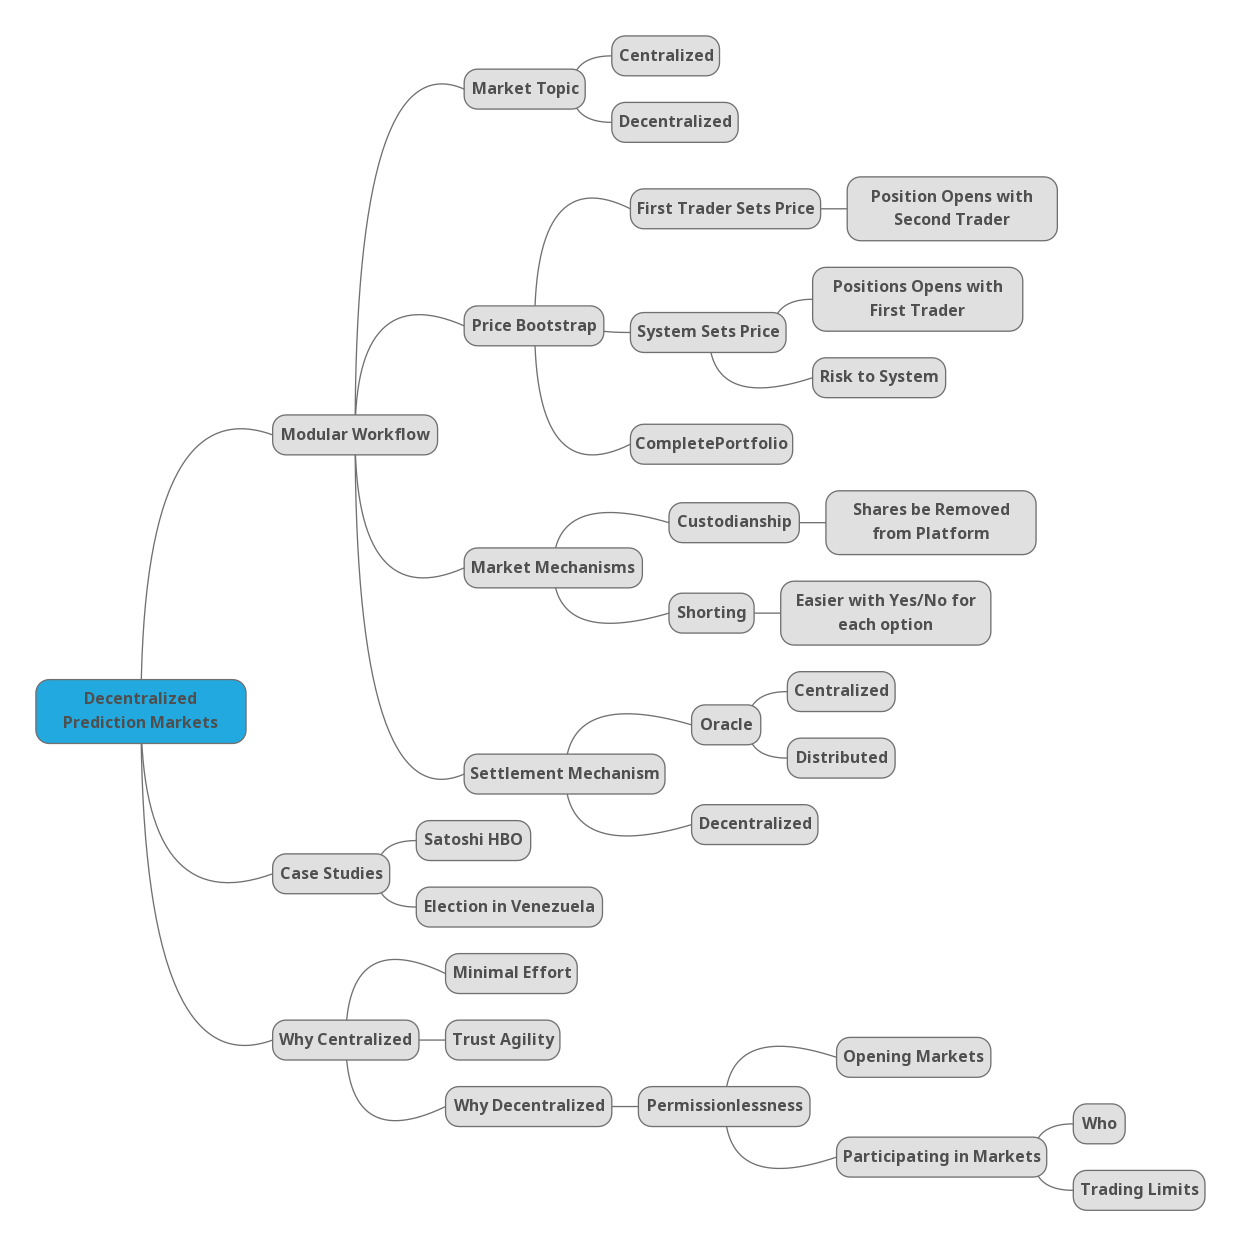 Decentralized
Prediction Markets
Modular Workflow
Market Topic
Centralized
Decentralized
Price Bootstrap
First Trader Sets Price
Position Opens with
Second Trader
System Sets Price
Positions Opens with
First Trader
Risk to System
CompletePortfolio
Market Mechanisms
Custodianship
Shares be Removed
from Platform
Shorting
Easier with Yes/No for
each option
Settlement Mechanism
Oracle
Centralized
Distributed
Decentralized
Case Studies
Satoshi HBO
Election in Venezuela
Why Centralized
Minimal Effort
Trust Agility
Why Decentralized
Permissionlessness
Opening Markets
Participating in Markets
Who
Trading Limits